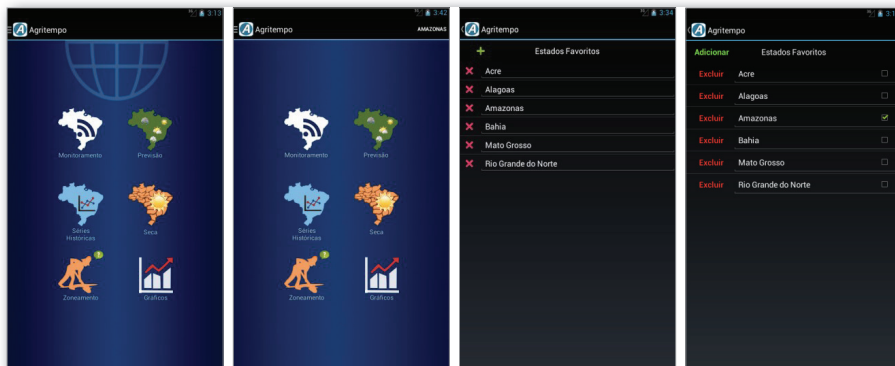 3:13
Agritempo
Monitoramento
Previsão
Séries
Históricas
Seca
Zoneamento
Gráficos
3:42
Agritempo
AMAZONAS
Monitoramento
Previsão
Séries
Históricas
Seca
Zoneamento
Gráficos
3:34
Agritempo
Estados Favoritos
Acre
Alagoas
Amazonas
Bahia
Mato Grosso
Rio Grande do Norte
Agritempo
Adicionar Estados Favoritos
Excluir Acre
Excluir Alagoas
Excluir Amazonas
Excluir Bahia
Excluir Mato Grosso
Excluir Rio Grande do Norte